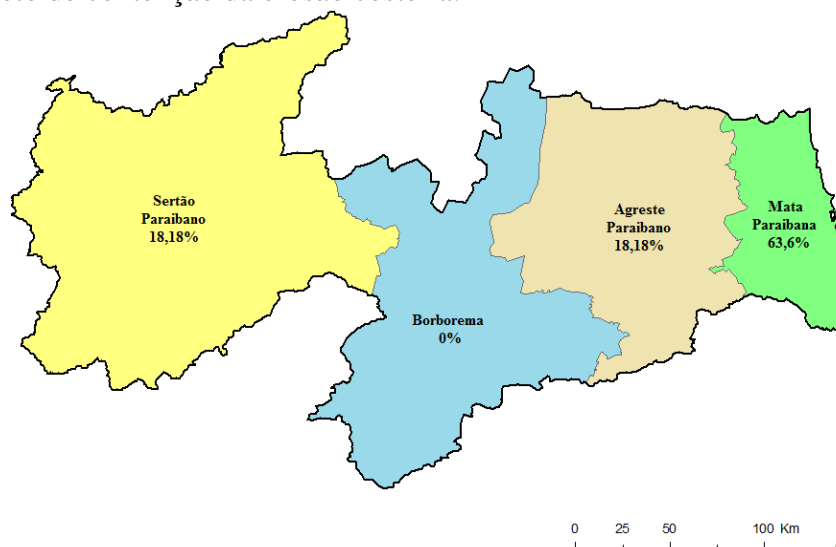 Sertão
Paraibano
18,18%
Borborema
0%
Agreste
Paraibano
18,18%
Mata
Paraibana
63,6%
0 25 50 100 Km